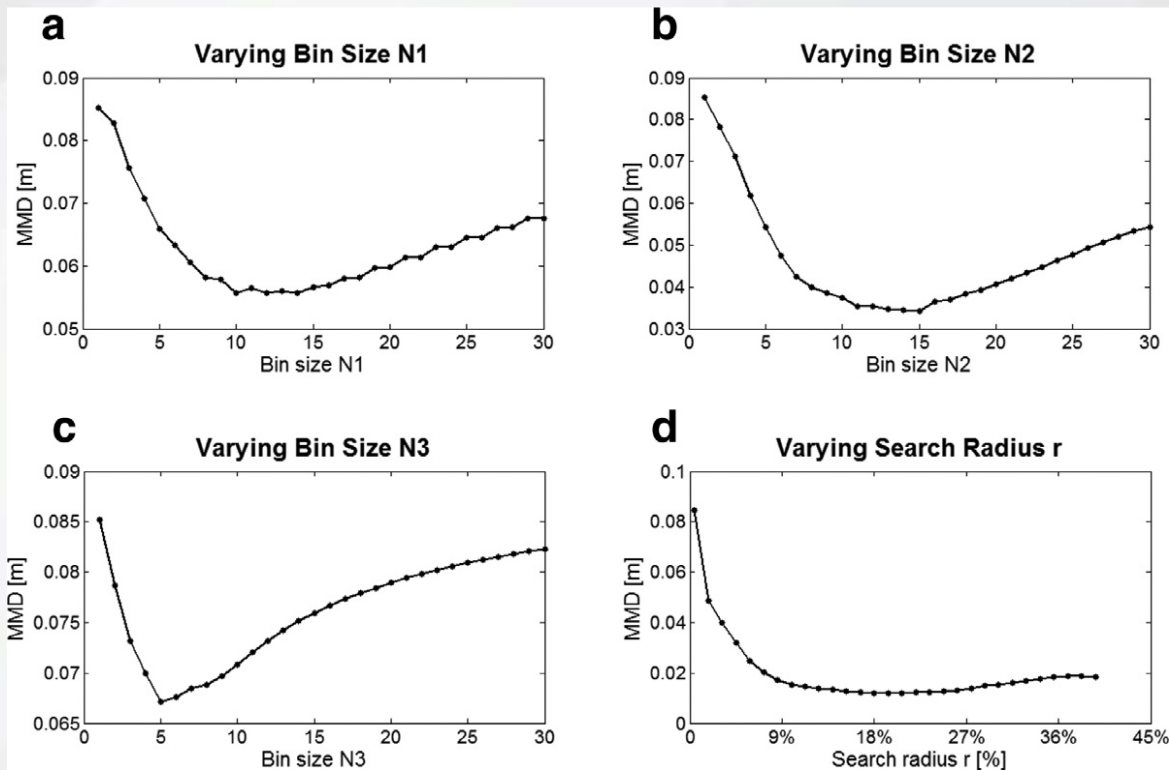 a
Varying Bin Size N1
0.09
0.08
0.07
0.06
0.05
MMD [m]
0 5 10 15 20 25 30
Bin size N1
b
Varying Bin Size N2
0.09
0.08
0.07
0.06
0.05
0.04
0.03
MMD [m]
0 5 10 15 20 25 30
Bin size N2
c
Varying Bin Size N3
0.09
0.085
0.08
0.075
0.07
0.065
MMD [m]
0 5 10 15 20 25 30
Bin size N3
d
Varying Search Radius r
0.1
0.08
0.06
0.04
0.02
0
MMD [m]
0 9% 18% 27% 36% 45%
Search radius r [%]